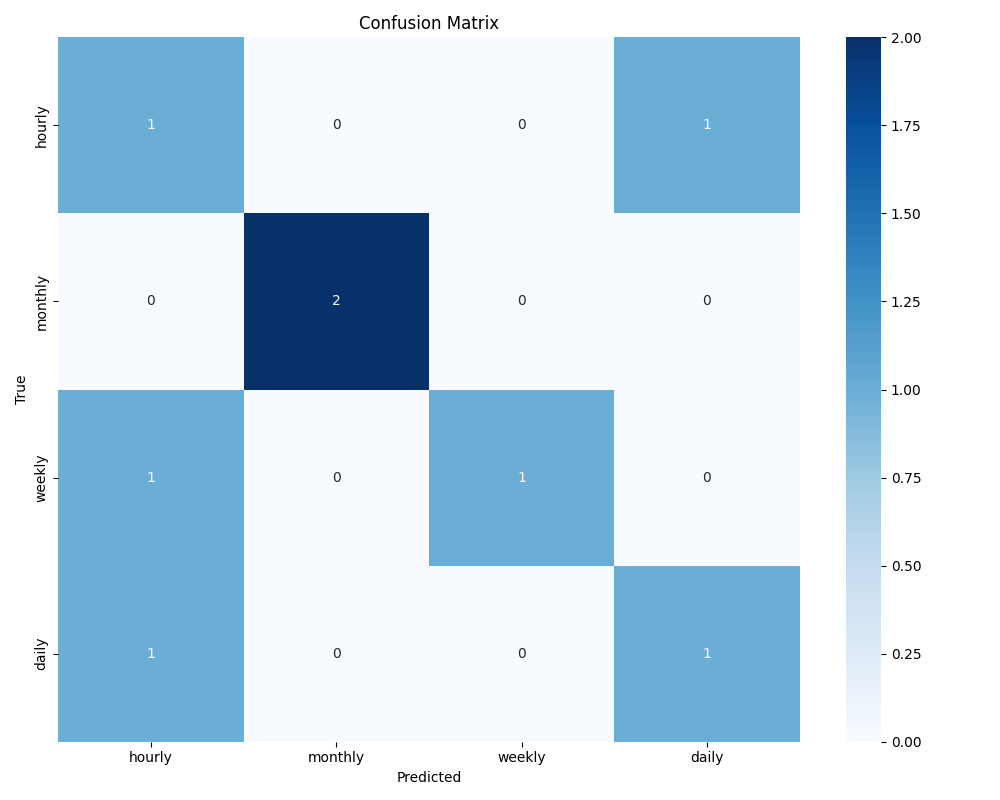 Confusion Matrix
True
hourly
1 0 0 1
monthly
0 2 0 0
weekly
1 0 1 0
daily
1 0 0 1
hourly monthly weekly daily
Predicted
2.00
1.75
1.50
1.25
1.00
0.75
0.50
0.25
0.00